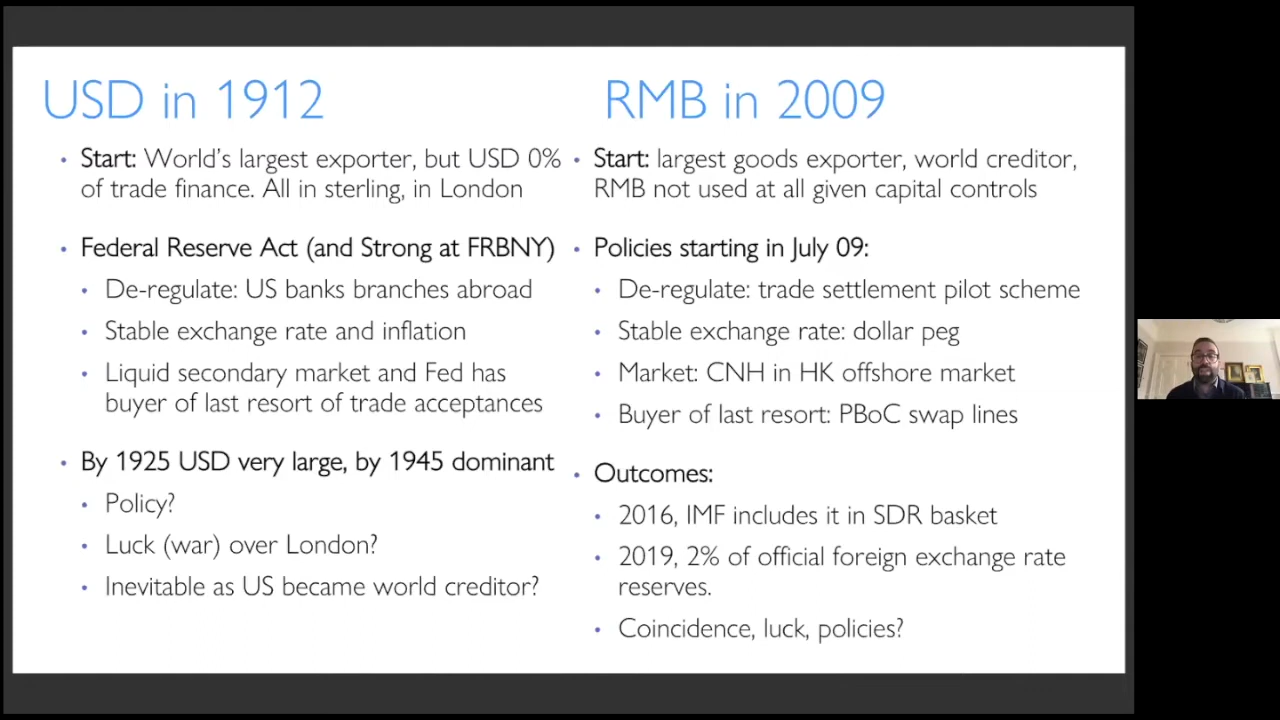 USD in 1912
• Start: World's largest exporter, but USD 0%
of trade finance. All in sterling, in London
• Federal Reserve Act (and Strong at FRBNY)
• De-regulate: US banks branches abroad
• Stable exchange rate and inflation
• Liquid secondary market and Fed has
buyer of last resort of trade acceptances
• By 1925 USD very large, by 1945 dominant
• Policy?
• Luck (war) over London?
• Inevitable as US became world creditor?
RMB in 2009
• Start: largest goods exporter, world creditor,
RMB not used at all given capital controls
• Policies starting in July 09:
• De-regulate: trade settlement pilot scheme
• Stable exchange rate: dollar peg
• Market: CNH in HK offshore market
• Buyer of last resort: PBoC swap lines
• Outcomes:
• 2016, IMF includes it in SDR basket
• 2019, 2% of official foreign exchange rate
reserves.
• Coincidence, luck, policies?